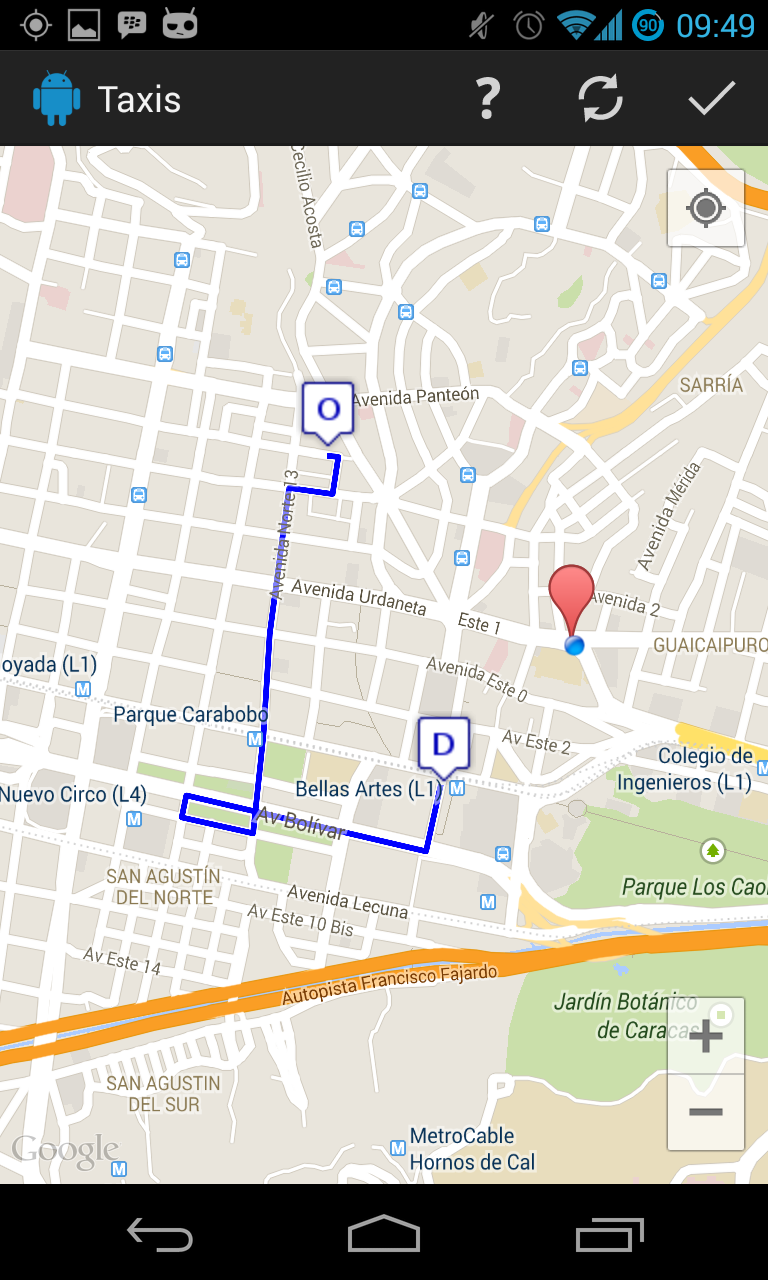 90 09:49
Taxis ?
Cecilio Acosta
SARRÍA
Avenida Panteón
O
Avenida Mérida
Avenida Norte 13
Avenida Urdaneta
Avenida 2
Este 1
GUAICAIPURO
oyada (L1)
M
Avenida Este 0
Parque Carabobo
M
D
Av Este 2
Colegio de
Ingenieros (L1)
M
Bellas Artes (L1)
M
Nuevo Circo (L4)
M
Av Bolívar
SAN AGUSTÍN
DEL NORTE
Parque Los Cao
Avenida Lecuna
M
Av Este 10 Bis
Av Este 14
Autopista Francisco Fajardo
Jardín Botánico
de Caracas
+
−
SAN AGUSTIN
DEL SUR
Google
M
M
MetroCable
Hornos de Cal